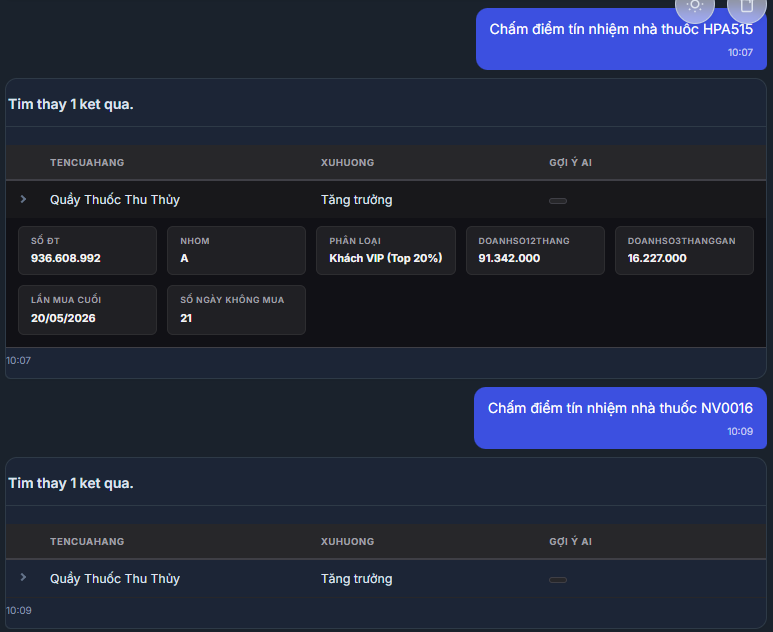 Chấm điểm tín nhiệm nhà thuốc HPA515
10:07
Tim thay 1 ket qua.
TENCUAHANG XUHUONG GỢI Ý AI
Quầy Thuốc Thu Thủy Tăng trưởng
SỐ ĐT NHOM PHÂN LOẠI DOANHSO12THANG DOANHSO3THANGGAN
936.608.992 A Khách VIP (Top 20%) 91.342.000 16.227.000
LẦN MUA CUỐI SỐ NGÀY KHÔNG MUA
20/05/2026 21
10:07
Chấm điểm tín nhiệm nhà thuốc NV0016
10:09
Tim thay 1 ket qua.
TENCUAHANG XUHUONG GỢI Ý AI
Quầy Thuốc Thu Thủy Tăng trưởng
10:09